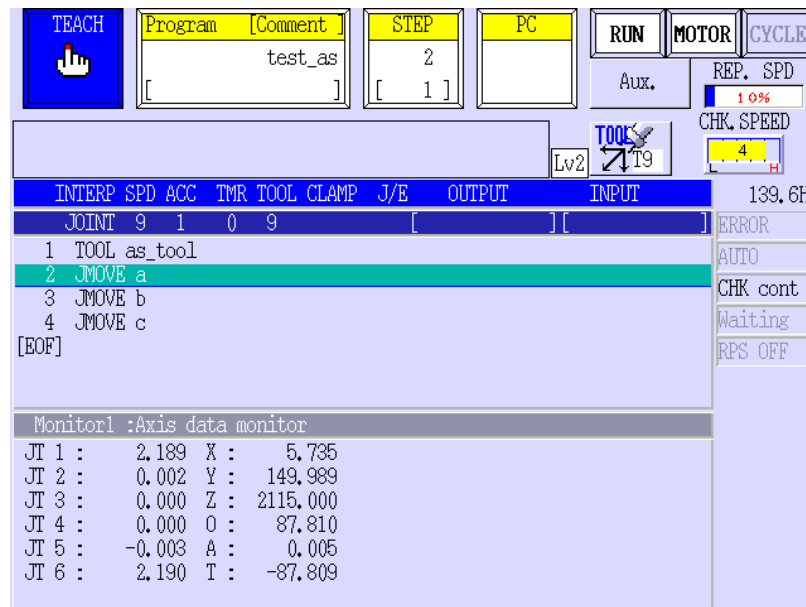 TEACH Program [Comment ] STEP PC RUN MOTOR CYCLE
test_as 2
[ ] [ 1 ] Aux. REP. SPD
10%
CHK.SPEED
TOOL
Lv2 T9 4
L H
INTERP SPD ACC TMR TOOL CLAMP J/E OUTPUT INPUT 139.6H
JOINT 9 1 0 9 [ ][ ] ERROR
1 TOOL as_tool AUTO
2 JMOVE a
3 JMOVE b CHK cont
4 JMOVE c Waiting
[EOF] RPS OFF
Monitor1 :Axis data monitor
JT 1 : 2.189 X : 5.735
JT 2 : 0.002 Y : 149.989
JT 3 : 0.000 Z : 2115.000
JT 4 : 0.000 O : 87.810
JT 5 : -0.003 A : 0.005
JT 6 : 2.190 T : -87.809